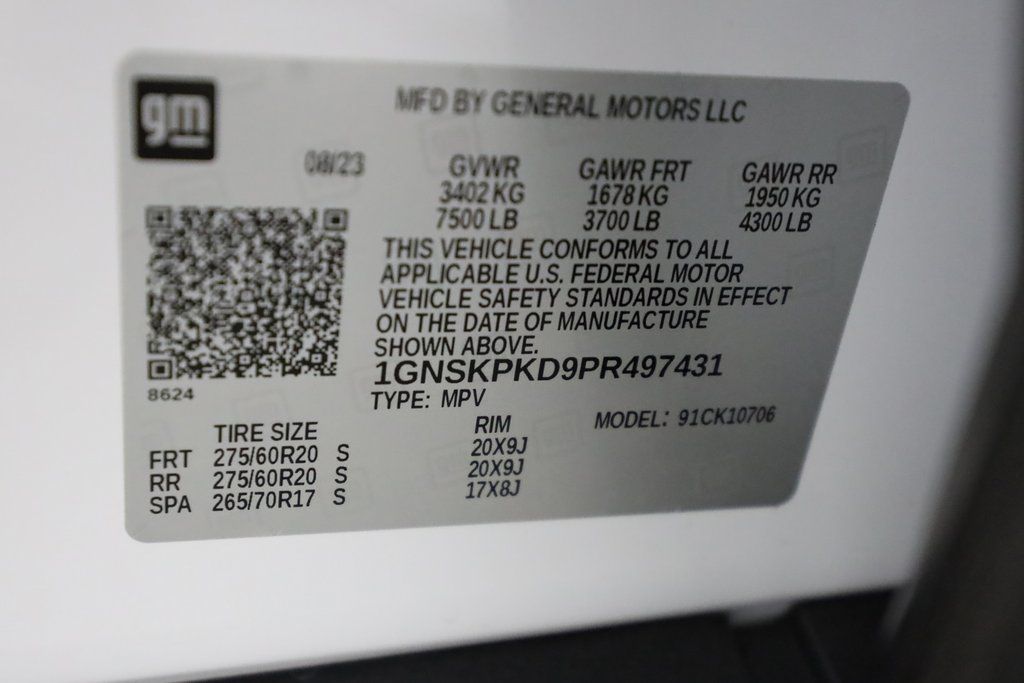 gm
MFD BY GENERAL MOTORS LLC
08/23
GVWR GAWR FRT GAWR RR
3402 KG 1678 KG 1950 KG
7500 LB 3700 LB 4300 LB
THIS VEHICLE CONFORMS TO ALL
APPLICABLE U.S. FEDERAL MOTOR
VEHICLE SAFETY STANDARDS IN EFFECT
ON THE DATE OF MANUFACTURE
SHOWN ABOVE.
1GNSKPKD9PR497431
8624
TYPE: MPV
MODEL: 91CK10706
TIRE SIZE RIM
FRT 275/60R20 S 20X9J
RR 275/60R20 S 20X9J
SPA 265/70R17 S 17X8J